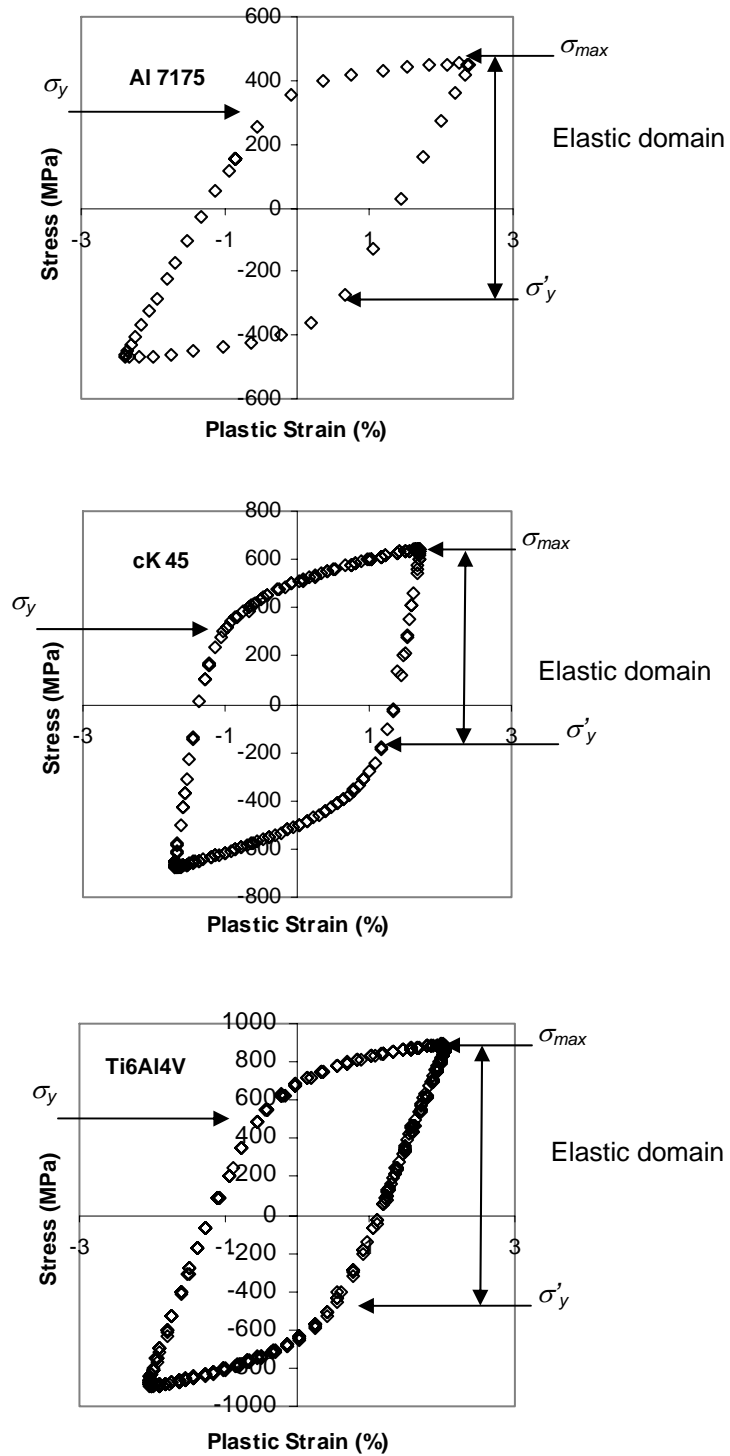 600
σmax
Al 7175
400
σy
200
Elastic domain
Stress (MPa)
0
-3
-1
1
3
-200
σ'y
-400
-600
Plastic Strain (%)
800
cK 45
600
σmax
σy
400
200
Elastic domain
Stress (MPa)
0
-3
-1
1
3
-200
σ'y
-400
-600
-800
Plastic Strain (%)
1000
σmax
Ti6Al4V
800
σy
600
400
Elastic domain
200
Stress (MPa)
0
-3
-1
1
3
-200
-400
σ'y
-600
-800
-1000
Plastic Strain (%)